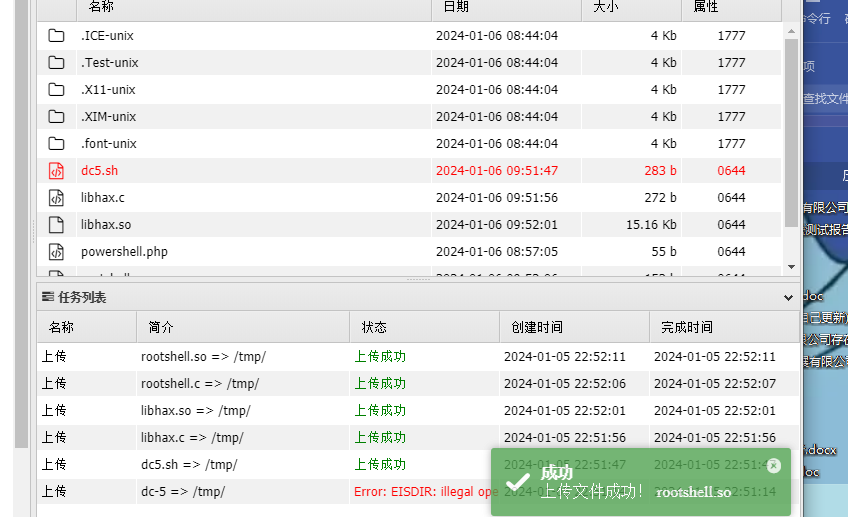 名称 日期 大小 属性
.ICE-unix 2024-01-06 08:44:04 4 Kb 1777
.Test-unix 2024-01-06 08:44:04 4 Kb 1777
.X11-unix 2024-01-06 08:44:04 4 Kb 1777
.XIM-unix 2024-01-06 08:44:04 4 Kb 1777
.font-unix 2024-01-06 08:44:04 4 Kb 1777
dc5.sh 2024-01-06 09:51:47 283 b 0644
libhax.c 2024-01-06 09:51:56 272 b 0644
libhax.so 2024-01-06 09:52:01 15.16 Kb 0644
powershell.php 2024-01-06 08:57:05 55 b 0644
任务列表
名称 简介 状态 创建时间 完成时间
上传 rootshell.so => /tmp/ 上传成功 2024-01-05 22:52:11 2024-01-05 22:52:11
上传 rootshell.c => /tmp/ 上传成功 2024-01-05 22:52:06 2024-01-05 22:52:07
上传 libhax.so => /tmp/ 上传成功 2024-01-05 22:52:01 2024-01-05 22:52:01
上传 libhax.c => /tmp/ 上传成功 2024-01-05 22:51:56 2024-01-05 22:51:56
上传 dc5.sh => /tmp/ 上传成功 2024-01-05 22:51:47
上传 dc-5 => /tmp/ Error: EISDIR: illegal ope 2024-01-05 22:51:14
成功
上传文件成功! rootshell.so
令行
项
查找文件
有限公司
测试报告
doc
自己更新)
公司存在
有限公司
docx
doc